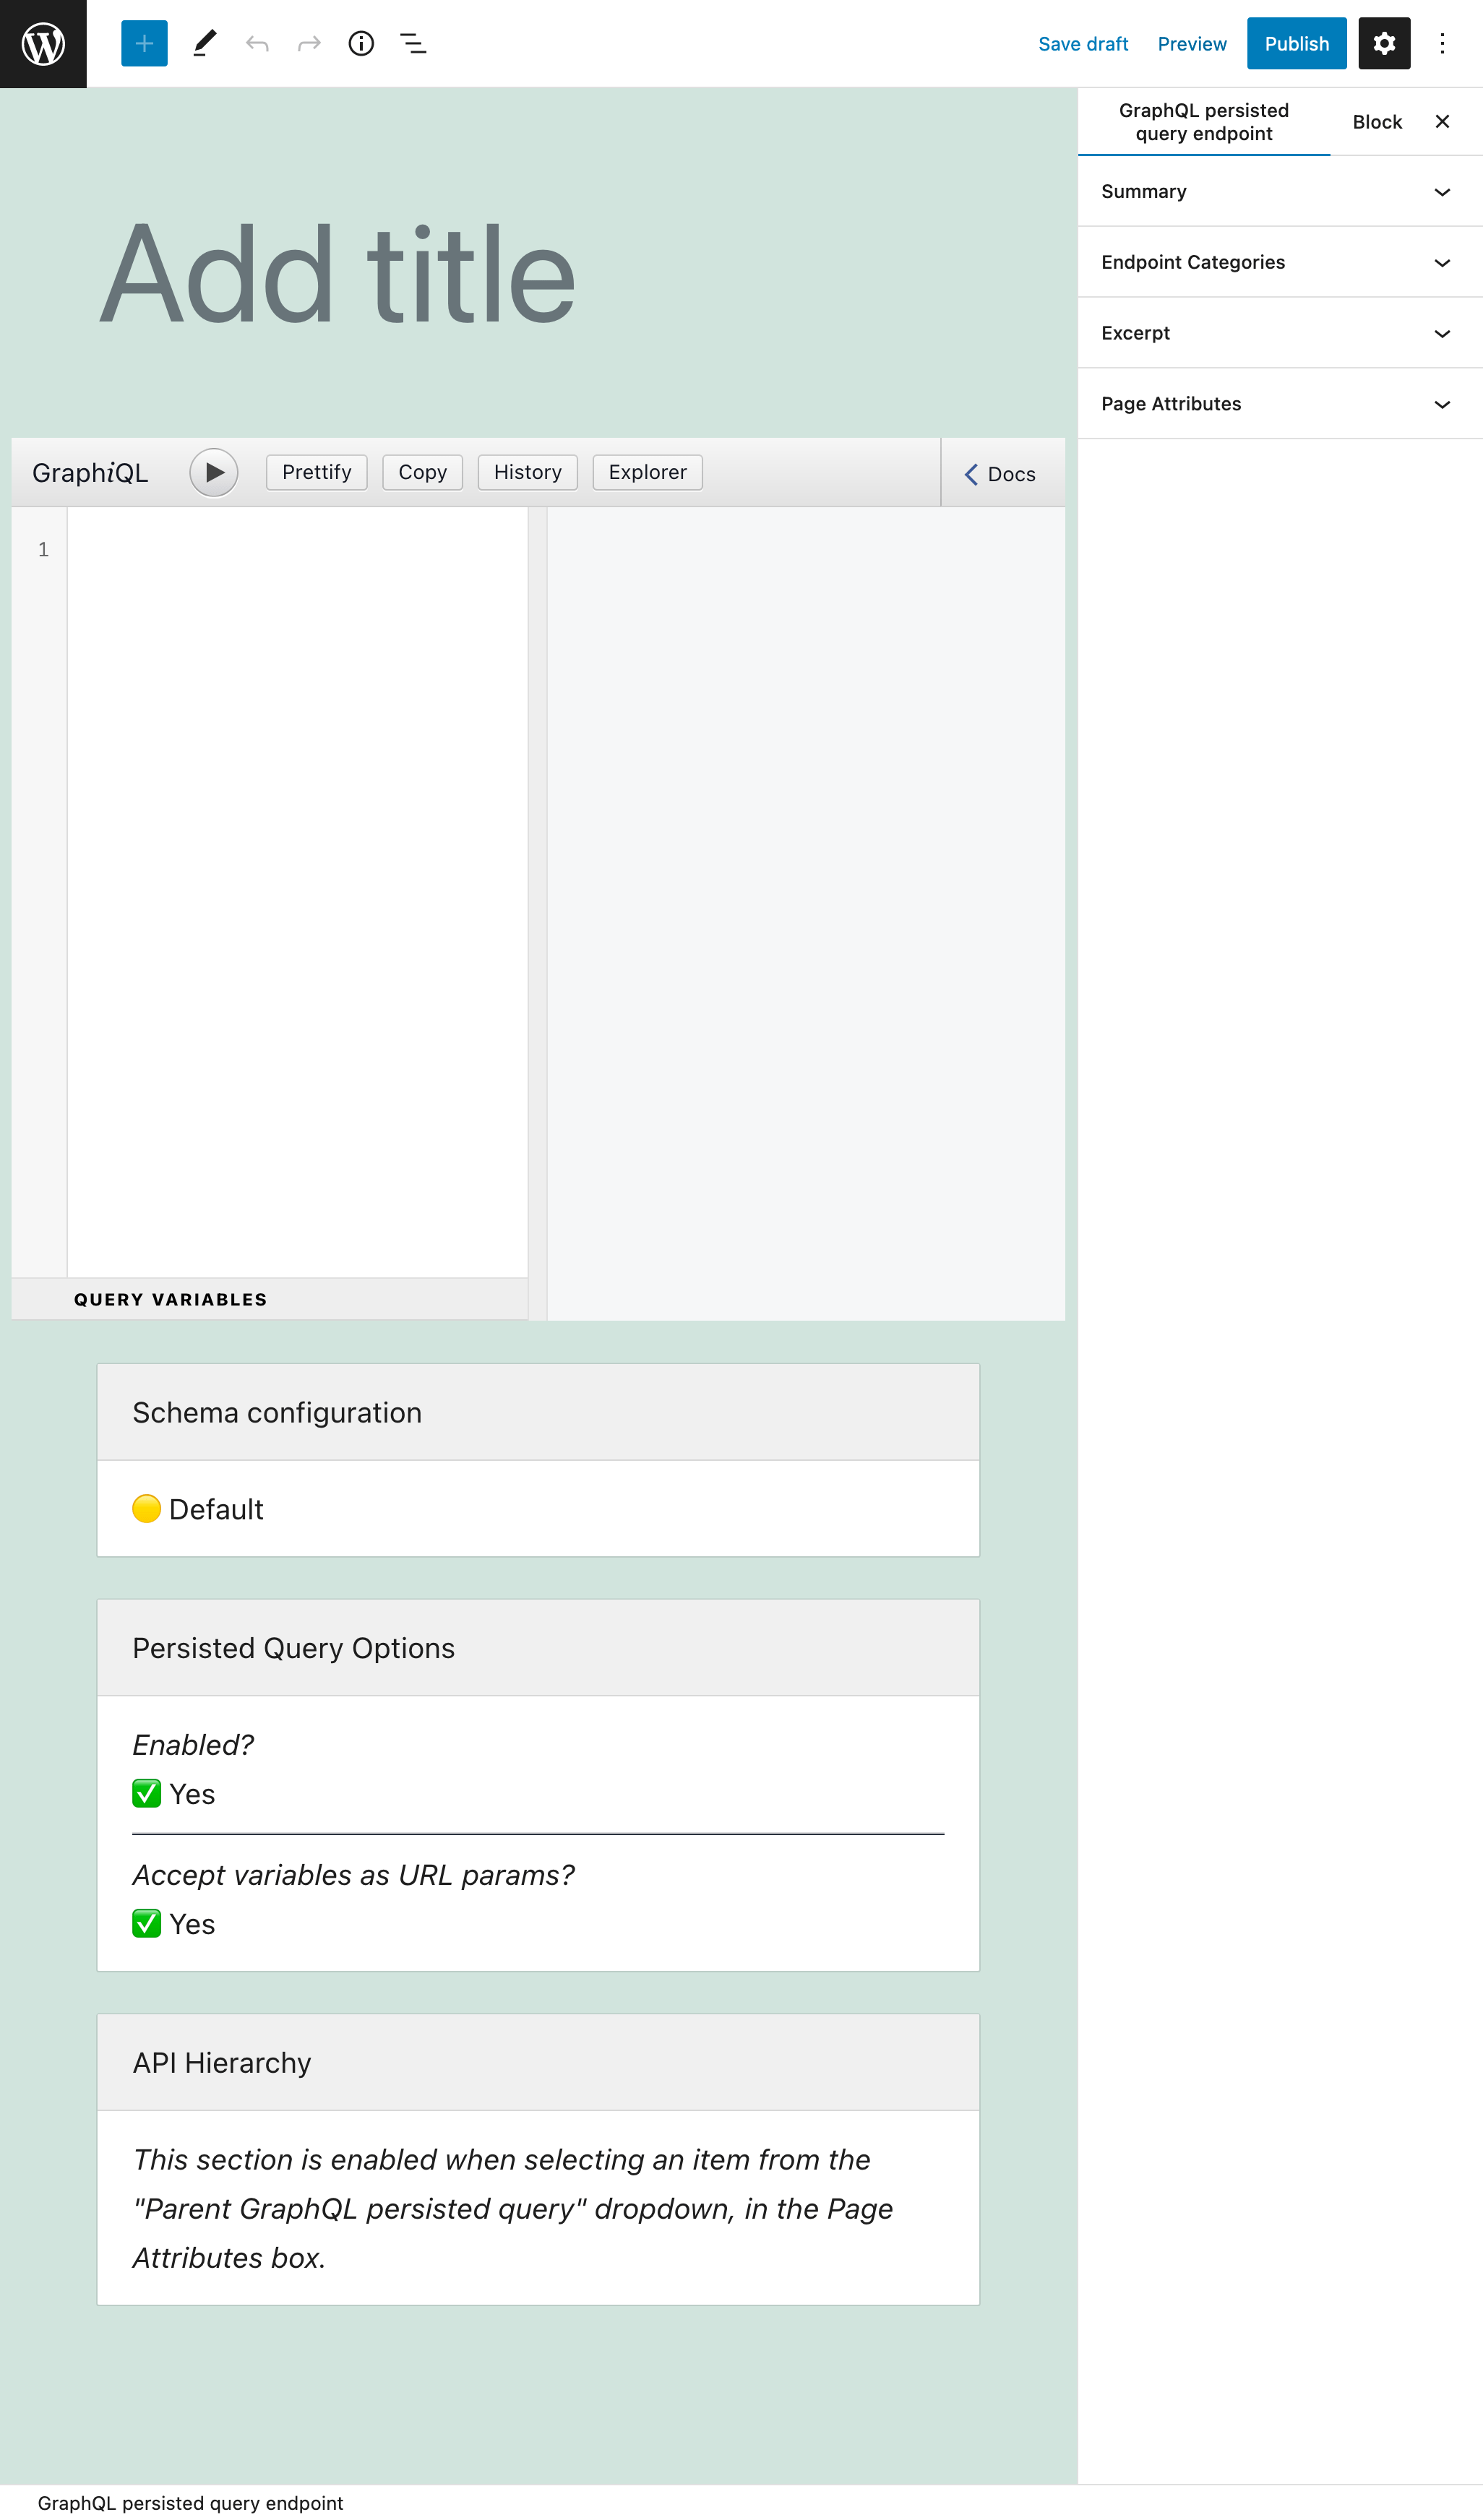 Save draft Preview Publish
GraphQL persisted
query endpoint
Block
Summary
Endpoint Categories
Excerpt
Page Attributes
Add title
GraphiQL Prettify Copy History Explorer Docs
1
QUERY VARIABLES
Schema configuration
Default
Persisted Query Options
Enabled?
Yes
Accept variables as URL params?
Yes
API Hierarchy
This section is enabled when selecting an item from the
"Parent GraphQL persisted query" dropdown, in the Page
Attributes box.
GraphQL persisted query endpoint